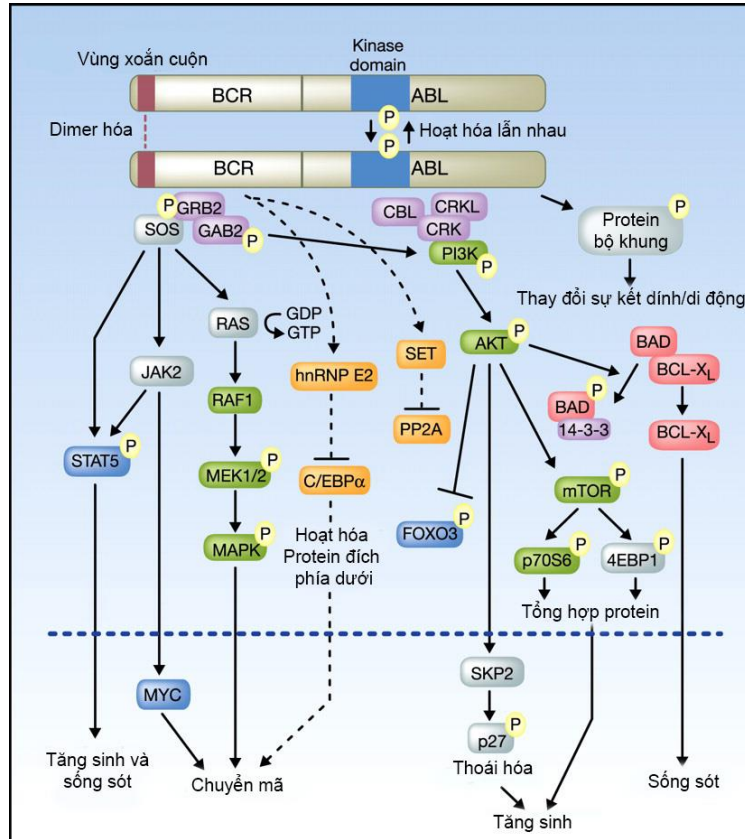 Kinase
domain
Vùng xoắn cuộn
BCR
ABL
P
Dimer hóa
Hoạt hóa lẫn nhau
P
BCR
ABL
P
GRB2
SOS
GAB2
P
CBL
CRKL
CRK
PI3K
P
P
Protein
bộ khung
Thay đổi sự kết dính/di động
RAS
GDP
GTP
JAK2
hnRNP E2
SET
AKT
P
BAD
BCL-XL
RAF1
PP2A
P
BAD
14-3-3
BCL-XL
STAT5
P
MEK1/2
P
C/EBPα
mTOR
P
MAPK
P
Hoạt hóa
Protein đích
phía dưới
FOXO3
P
p70S6
P
4EBP1
P
Tổng hợp protein
MYC
SKP2
p27
P
Tăng sinh và
sống sót
Chuyển mã
Thoái hóa
Sống sót
Tăng sinh